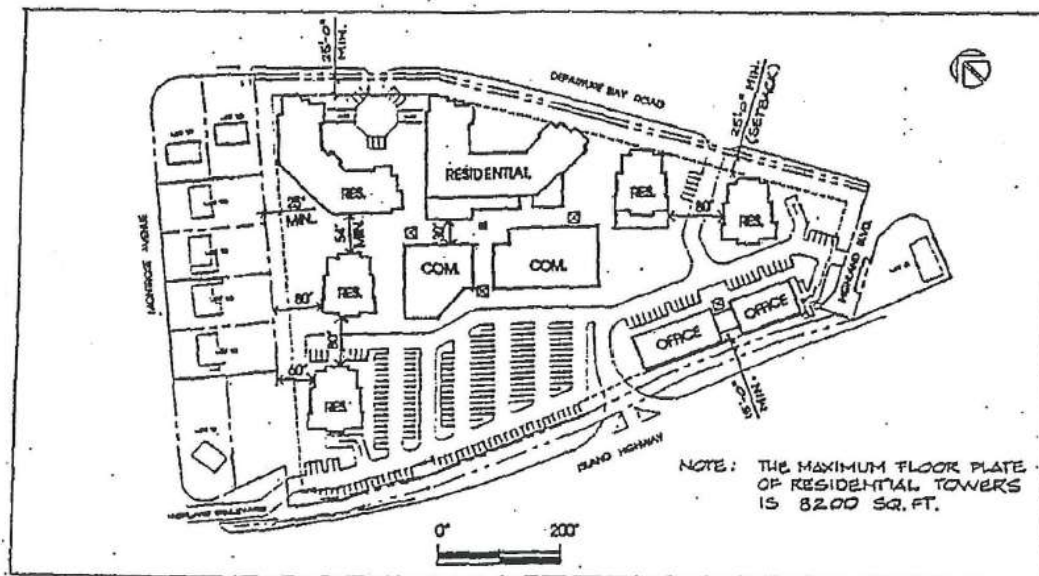 25'-0"
MIN.
DEPARTURE BAY ROAD
25'-0" MIN.
(SETBACK)
RESIDENTIAL
RES.
RES.
RES.
80'
25'
MIN.
54'
MIN.
30'
MONTROSE AVENUE
HIGHLAND BLVD.
COM.
COM.
RES.
80'
OFFICE
OFFICE
80'
60'
RES.
15'-0"
MIN.
ISLAND HIGHWAY
NOTE: THE MAXIMUM FLOOR PLATE
OF RESIDENTIAL TOWERS
IS 8200 SQ. FT.
0'
200'